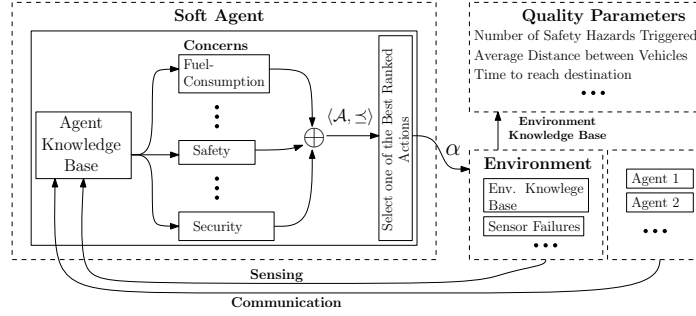 Soft Agent
Concerns
Fuel-
Consumption
Safety
Security
Agent
Knowledge
Base
⊕
⟨𝒜, ⪯⟩
Select one of the Best Ranked
Actions
α
Quality Parameters
Number of Safety Hazards Triggered
Average Distance between Vehicles
Time to reach destination
Environment
Knowledge Base
Environment
Env. Knowlege
Base
Sensor Failures
Agent 1
Agent 2
Sensing
Communication